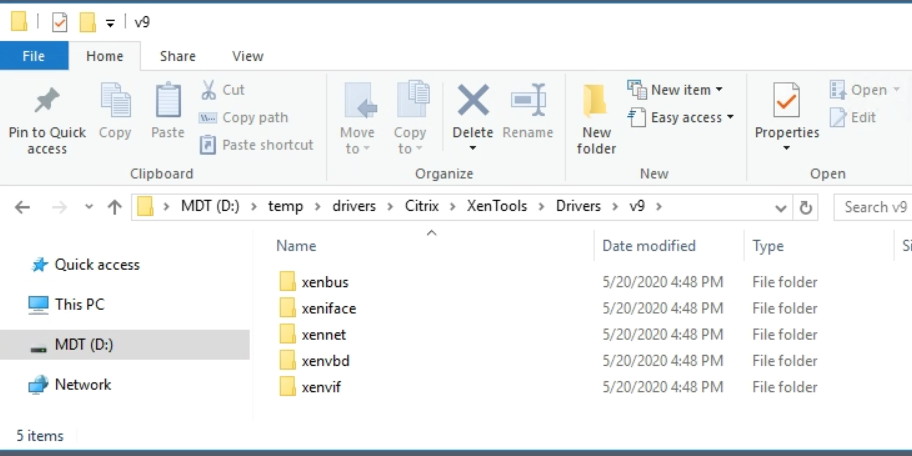 v9
File Home Share View
Pin to Quick access
Copy
Paste
Cut
Copy path
Paste shortcut
Clipboard
Move to
Copy to
Delete
Rename
Organize
New folder
New item
Easy access
New
Properties
Open
Edit
Open
MDT (D:) temp drivers Citrix XenTools Drivers v9
Search v9
Quick access
This PC
MDT (D:)
Network
Name Date modified Type
xenbus 5/20/2020 4:48 PM File folder
xeniface 5/20/2020 4:48 PM File folder
xennet 5/20/2020 4:48 PM File folder
xenvbd 5/20/2020 4:48 PM File folder
xenvif 5/20/2020 4:48 PM File folder
5 items